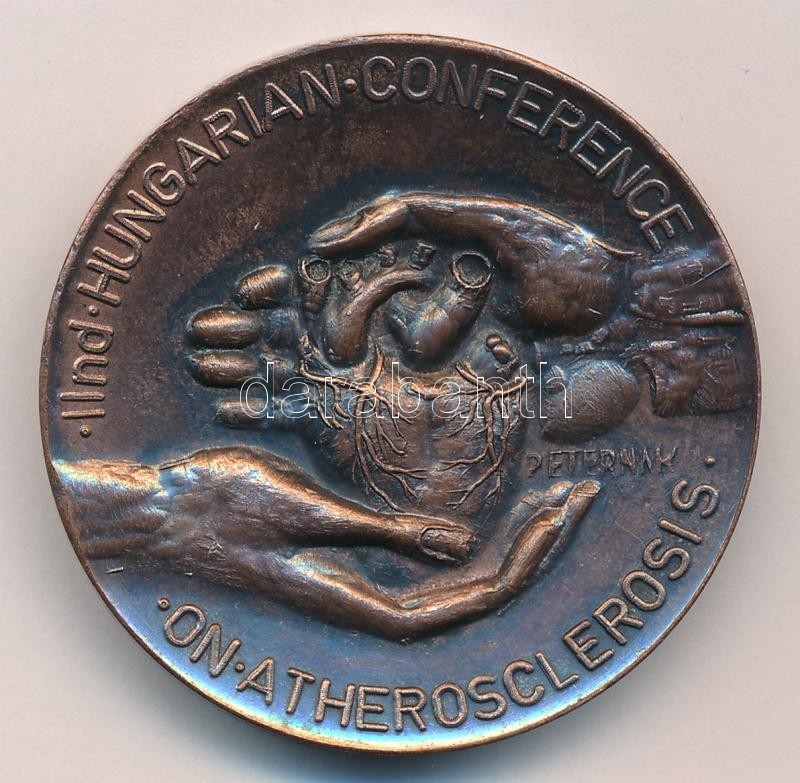 ·IInd·HUNGARIAN·CONFERENCE
·ON·ATHEROSCLEROSIS·
PETERNAK
darabanth